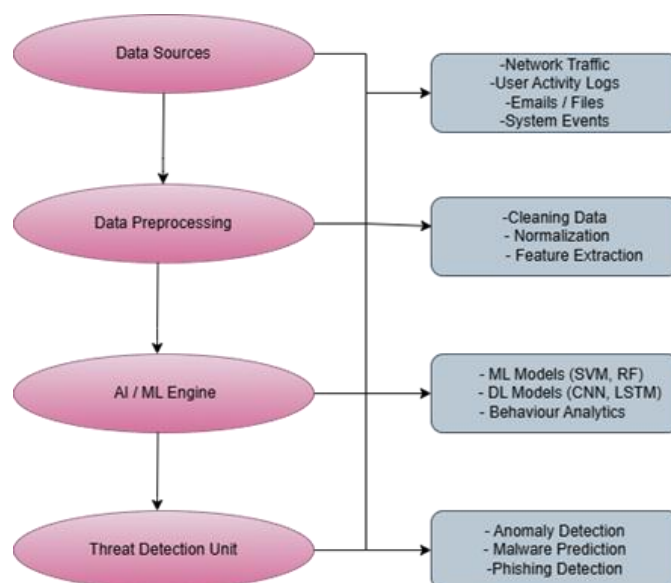 Data Sources
-Network Traffic
-User Activity Logs
-Emails / Files
-System Events
Data Preprocessing
-Cleaning Data
- Normalization
- Feature Extraction
AI / ML Engine
- ML Models (SVM, RF)
- DL Models (CNN, LSTM)
- Behaviour Analytics
Threat Detection Unit
- Anomaly Detection
- Malware Prediction
-Phishing Detection